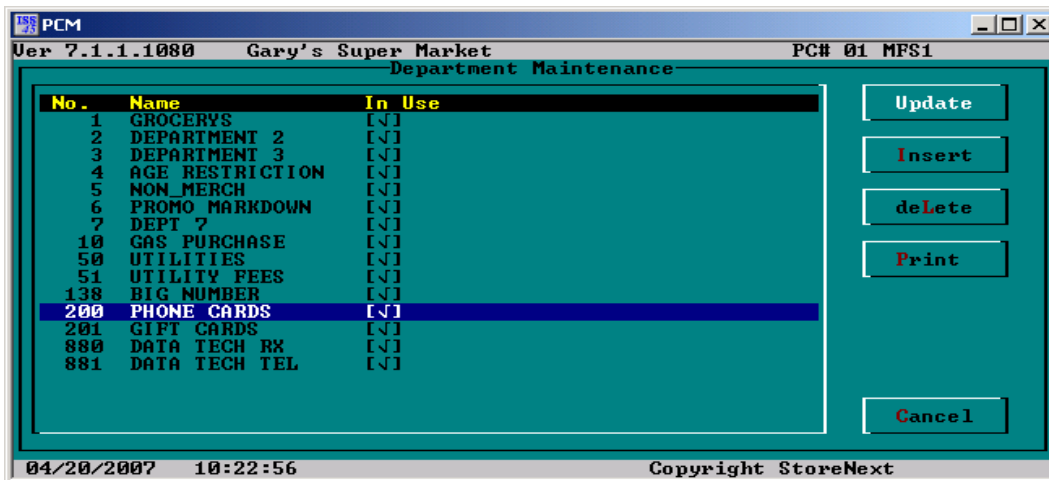 ISS 45 PCM
Ver 7.1.1.1080 Gary's Super Market PC# 01 MFS1
Department Maintenance
No. Name In Use
1 GROCERYS [√]
2 DEPARTMENT 2 [√]
3 DEPARTMENT 3 [√]
4 AGE RESTRICTION [√]
5 NON_MERCH [√]
6 PROMO MARKDOWN [√]
7 DEPT 7 [√]
10 GAS PURCHASE [√]
50 UTILITIES [√]
51 UTILITY FEES [√]
138 BIG NUMBER [√]
200 PHONE CARDS [√]
201 GIFT CARDS [√]
880 DATA TECH RX [√]
881 DATA TECH TEL [√]
Update
Insert
deLete
Print
Cancel
04/20/2007 10:22:56 Copyright StoreNext